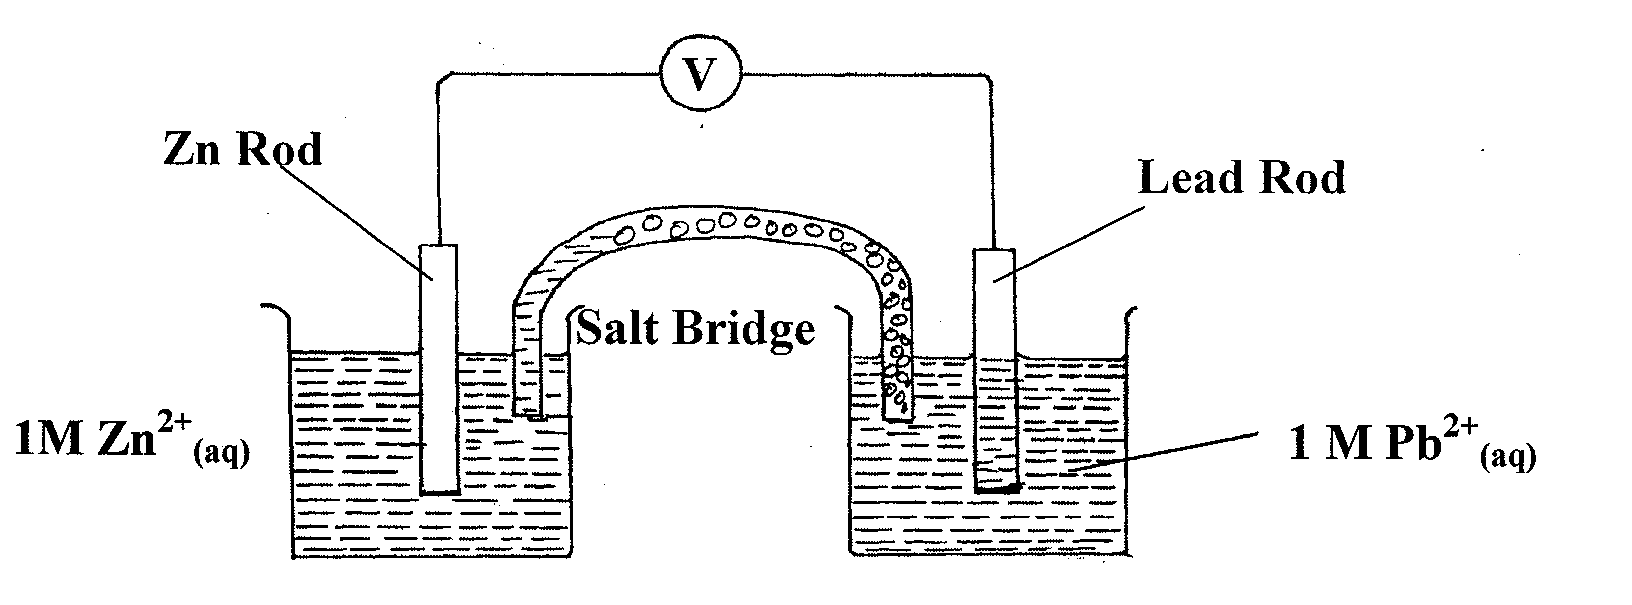 V
Zn Rod
Lead Rod
Salt Bridge
1M Zn²⁺(aq)
1 M Pb²⁺(aq)